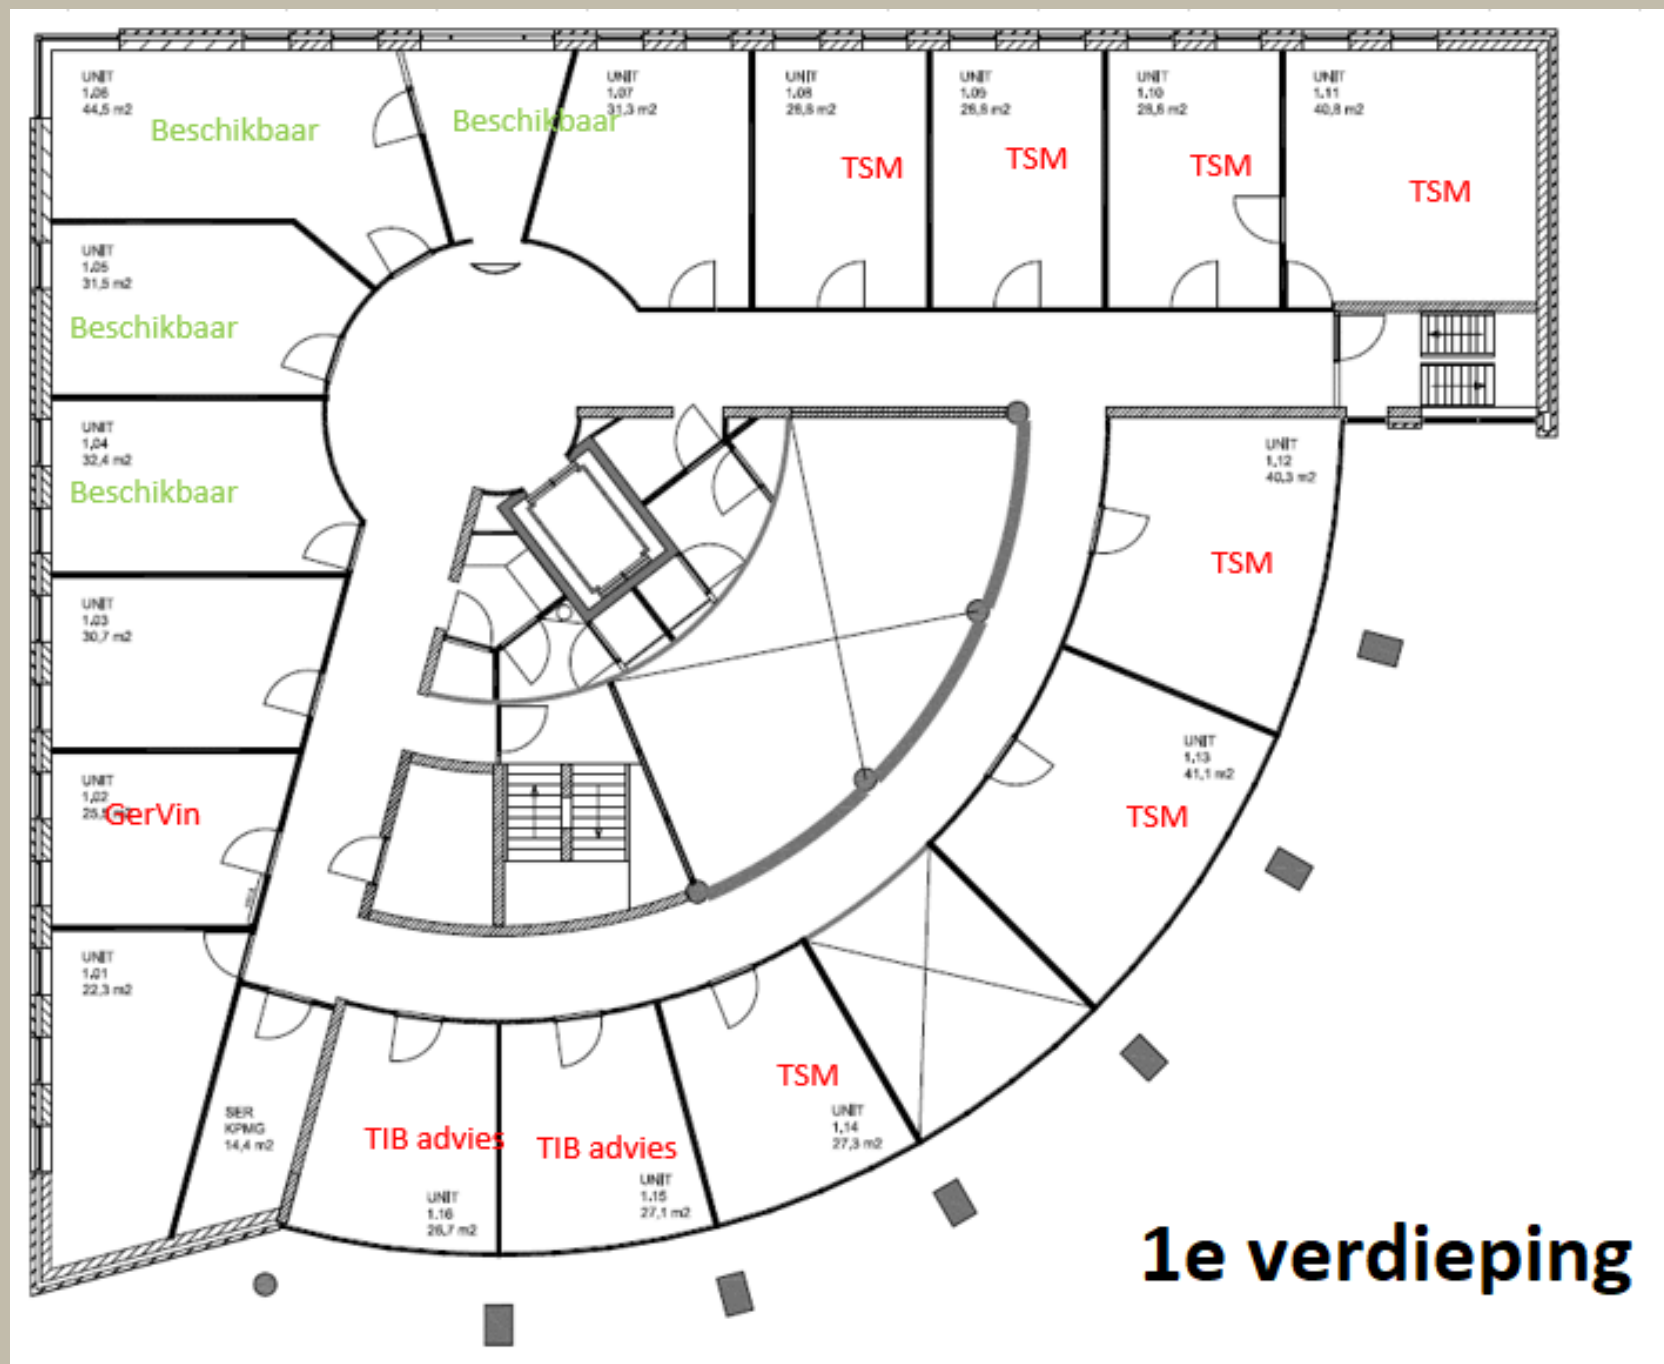 UNIT
1.06
44,5 m2
Beschikbaar
Beschikbaar
UNIT
1.07
31,3 m2
UNIT
1.08
28,8 m2
TSM
UNIT
1.09
28,8 m2
TSM
UNIT
1.10
28,8 m2
TSM
UNIT
1.11
40,8 m2
TSM
UNIT
1.05
31,5 m2
Beschikbaar
UNIT
1.04
32,4 m2
Beschikbaar
UNIT
1.12
40,3 m2
TSM
UNIT
1.03
30,7 m2
UNIT
1.13
41,1 m2
TSM
UNIT
1.02
GerVin
UNIT
1.01
22,3 m2
SER
KPMG
14,4 m2
TIB advies
UNIT
1.16
26,7 m2
TIB advies
UNIT
1.15
27,1 m2
TSM
UNIT
1.14
27,3 m2
1e verdieping